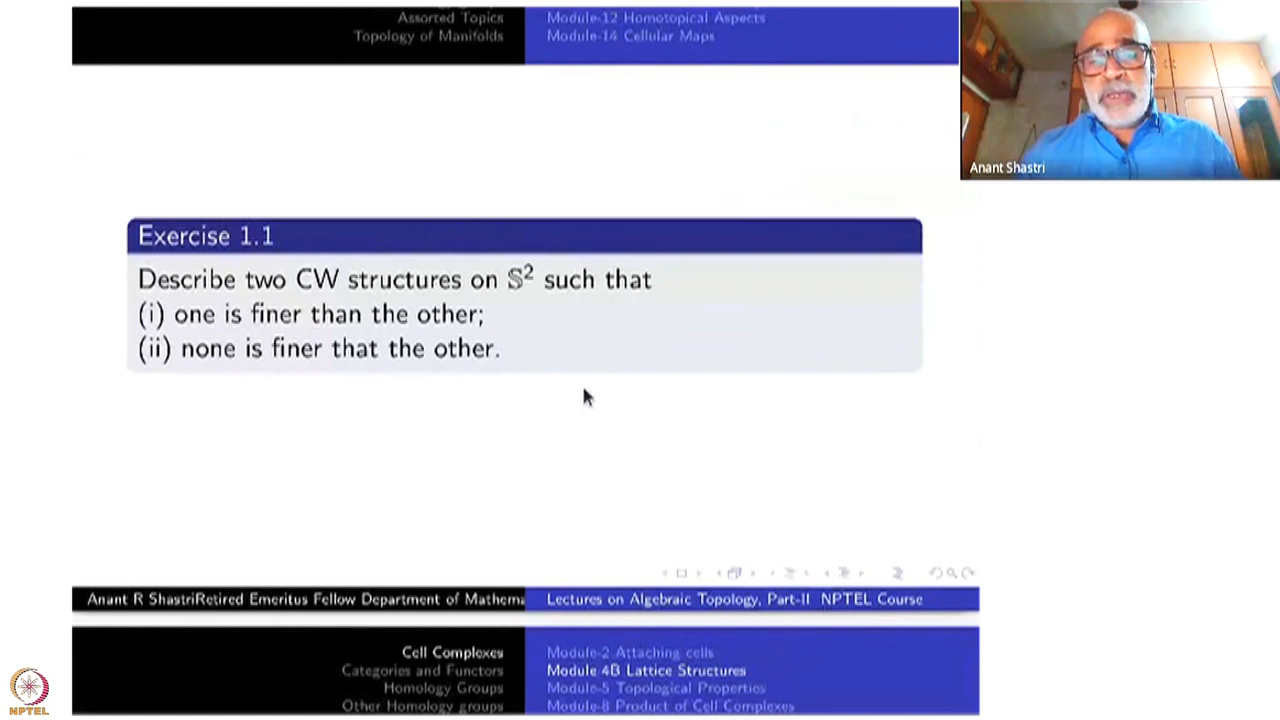 Assorted Topics
Topology of Manifolds
Module-12 Homotopical Aspects
Module-14 Cellular Maps
Anant Shastri
Exercise 1.1
Describe two CW structures on 𝕊² such that
(i) one is finer than the other;
(ii) none is finer that the other.
Anant R ShastriRetired Emeritus Fellow Department of Mathema
Lectures on Algebraic Topology, Part-II NPTEL Course
Cell Complexes
Categories and Functors
Homology Groups
Other Homology groups
Module-2 Attaching cells
Module 4B Lattice Structures
Module-5 Topological Properties
Module-8 Product of Cell Complexes
NPTEL